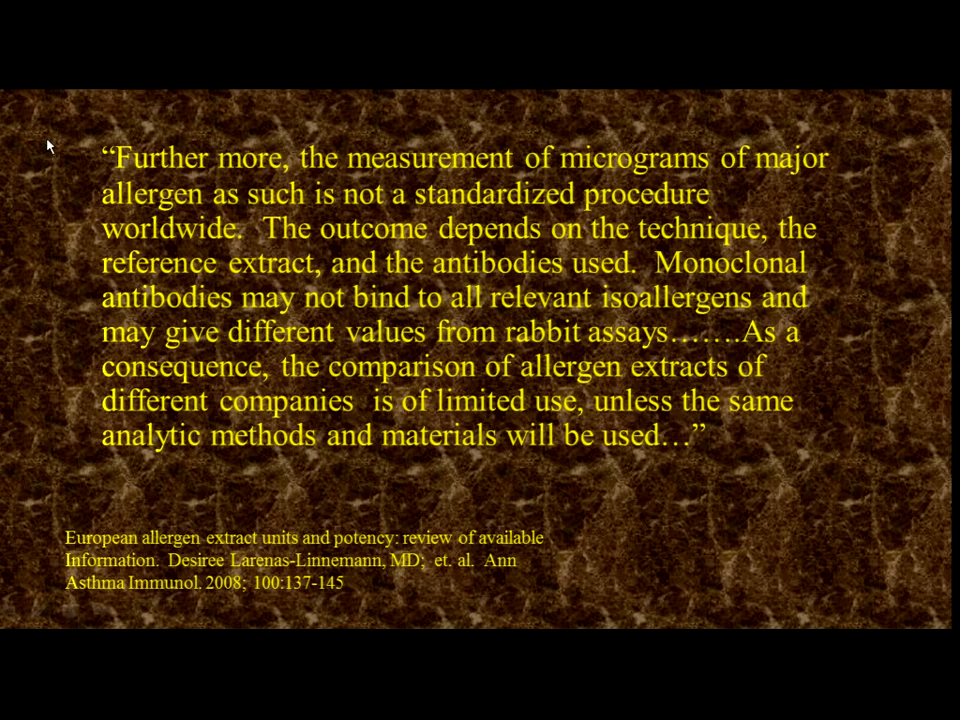 “Further more, the measurement of micrograms of major
allergen as such is not a standardized procedure
worldwide.  The outcome depends on the technique, the
reference extract, and the antibodies used.  Monoclonal
antibodies may not bind to all relevant isoallergens and
may give different values from rabbit assays…….As a
consequence, the comparison of allergen extracts of
different companies  is of limited use, unless the same
analytic methods and materials will be used…”
European allergen extract units and potency: review of available
Information.  Desiree Larenas-Linnemann, MD;  et. al.  Ann
Asthma Immunol. 2008;  100:137-145